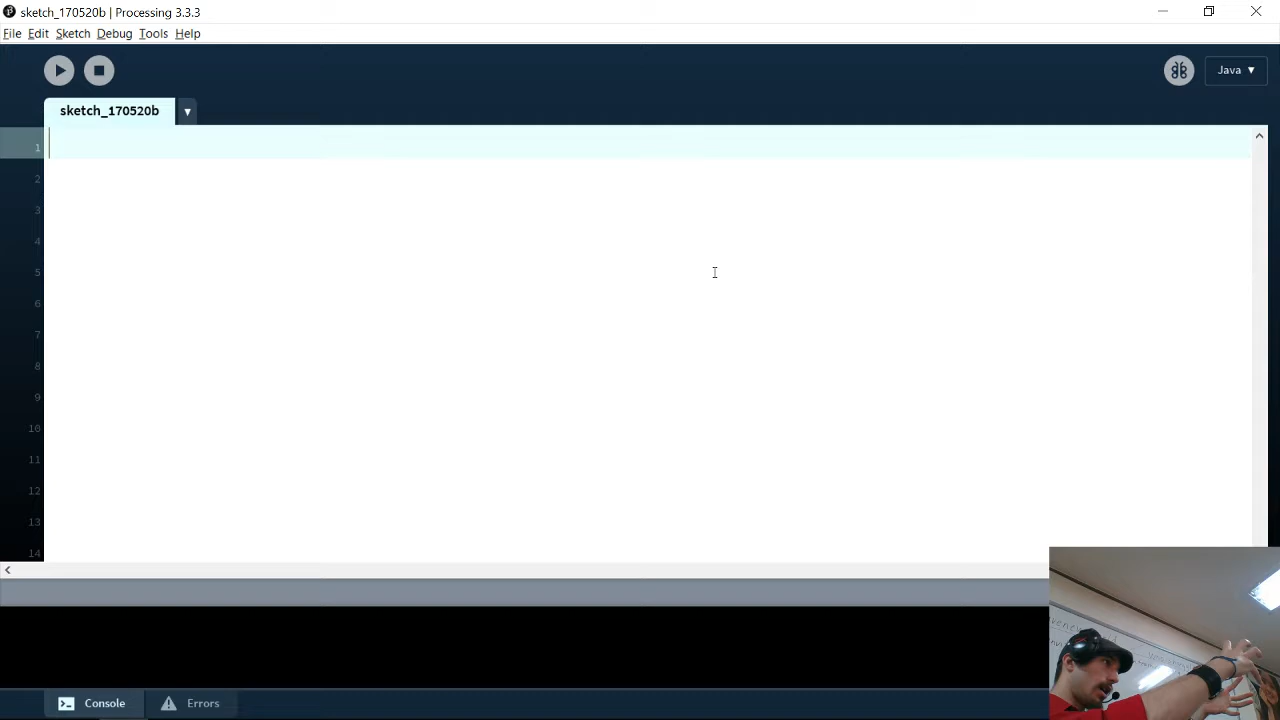 sketch_170520b | Processing 3.3.3
File Edit Sketch Debug Tools Help
Java ▼
sketch_170520b ▼
1
2
3
4
5
6
7
8
9
10
11
12
13
14
Console
Errors